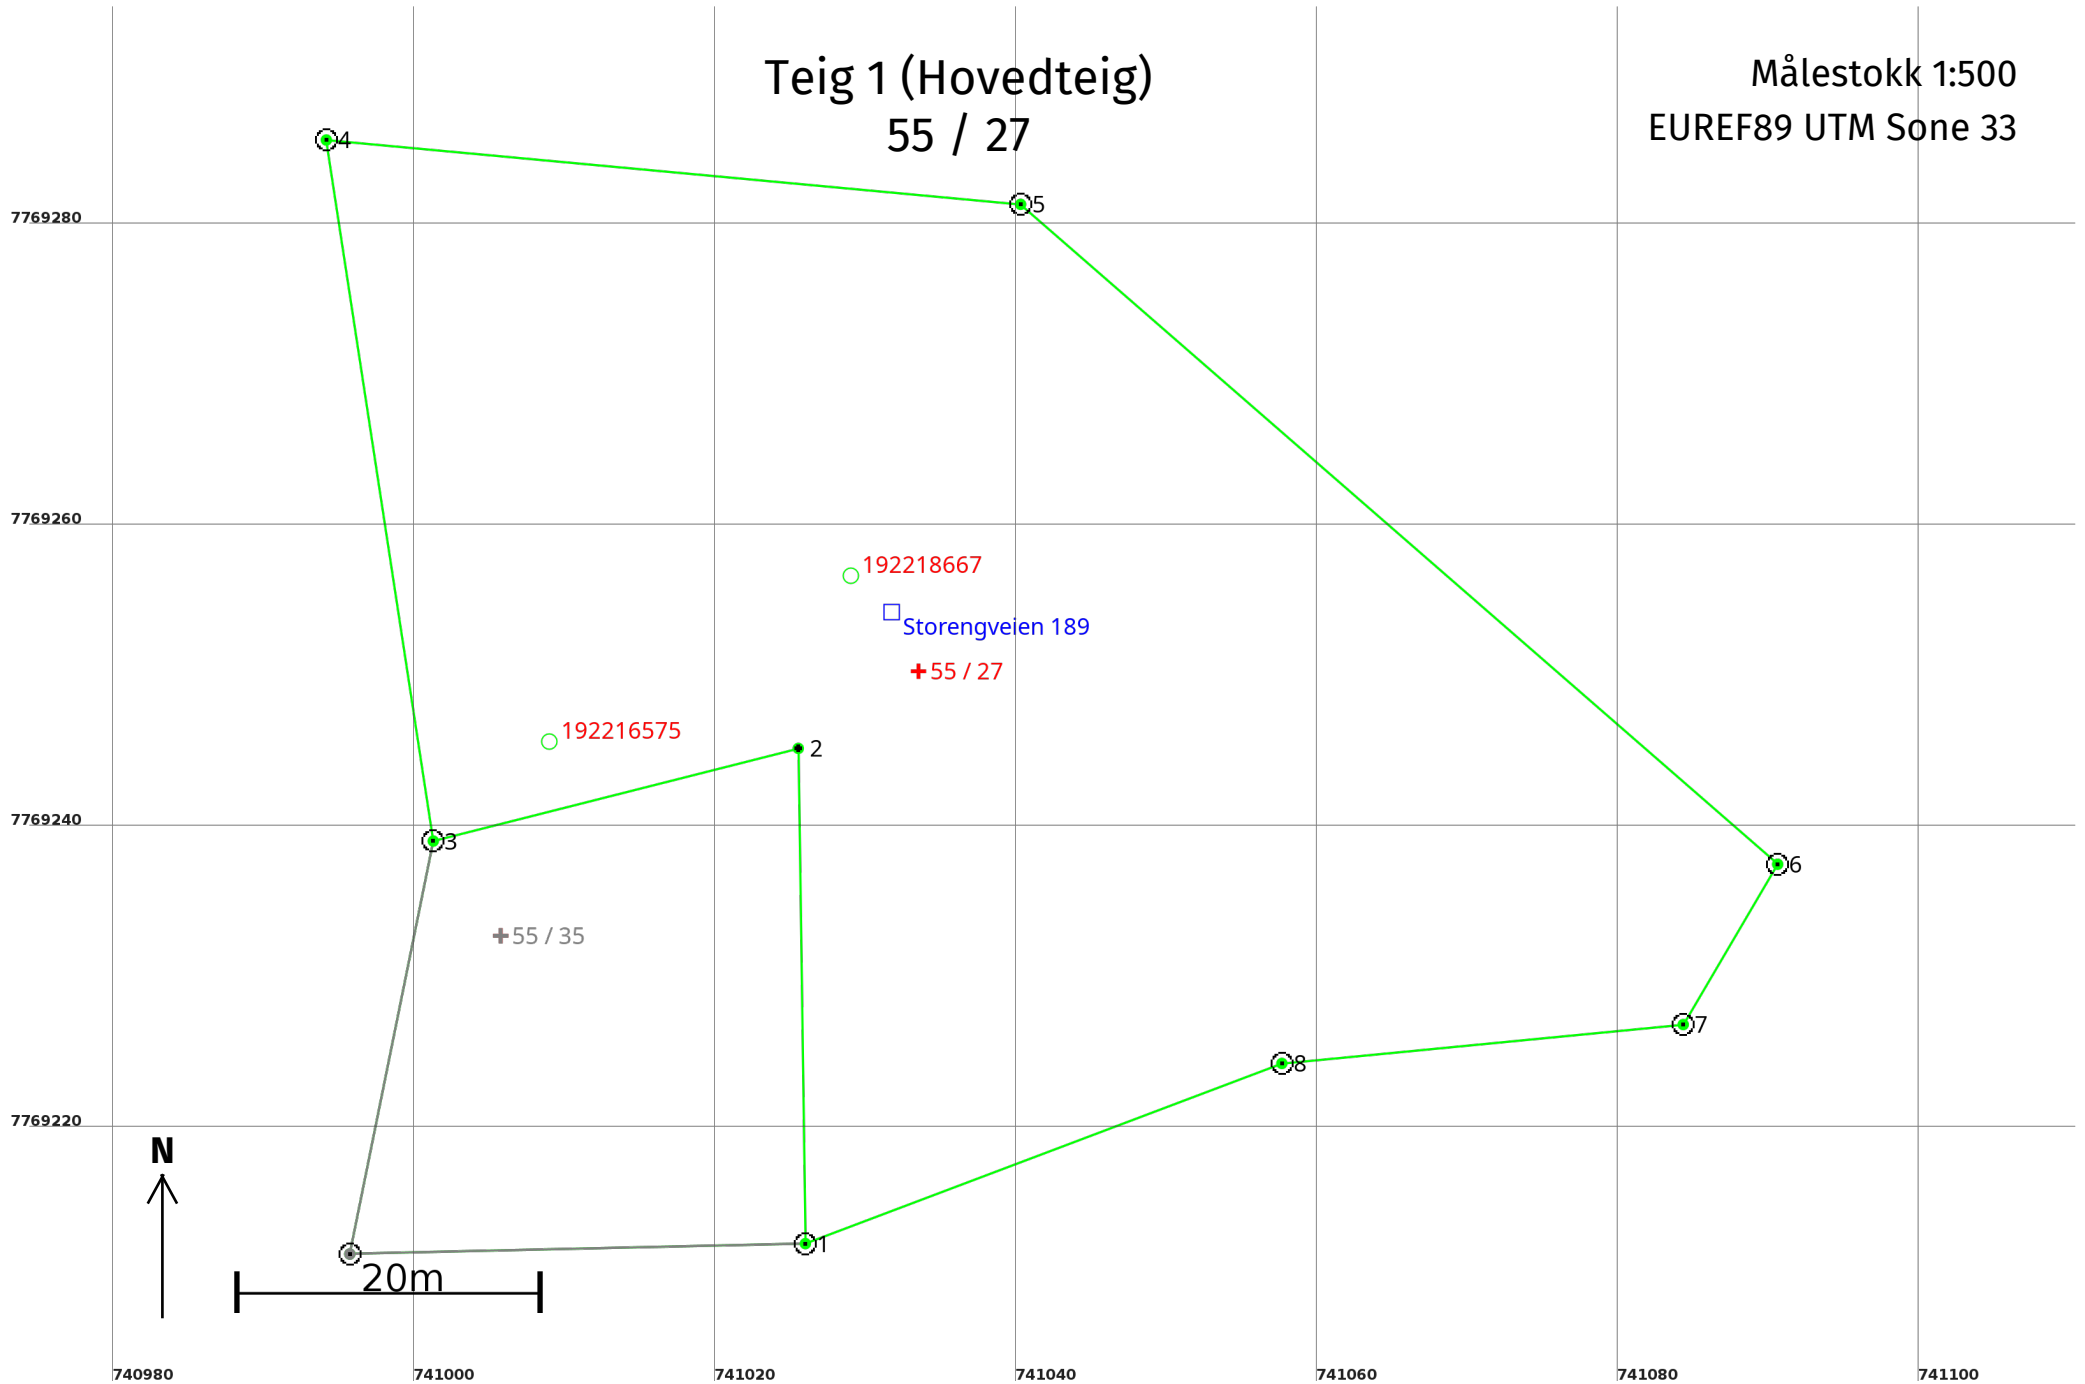 Teig 1 (Hovedteig)
55 / 27
Målestokk 1:500
EUREF89 UTM Sone 33
4
5
7769280
7769260
192218667
Storengveien 189
55 / 27
192216575
2
7769240
3
6
55 / 35
7
8
7769220
N
1
20m
740980
741000
741020
741040
741060
741080
741100